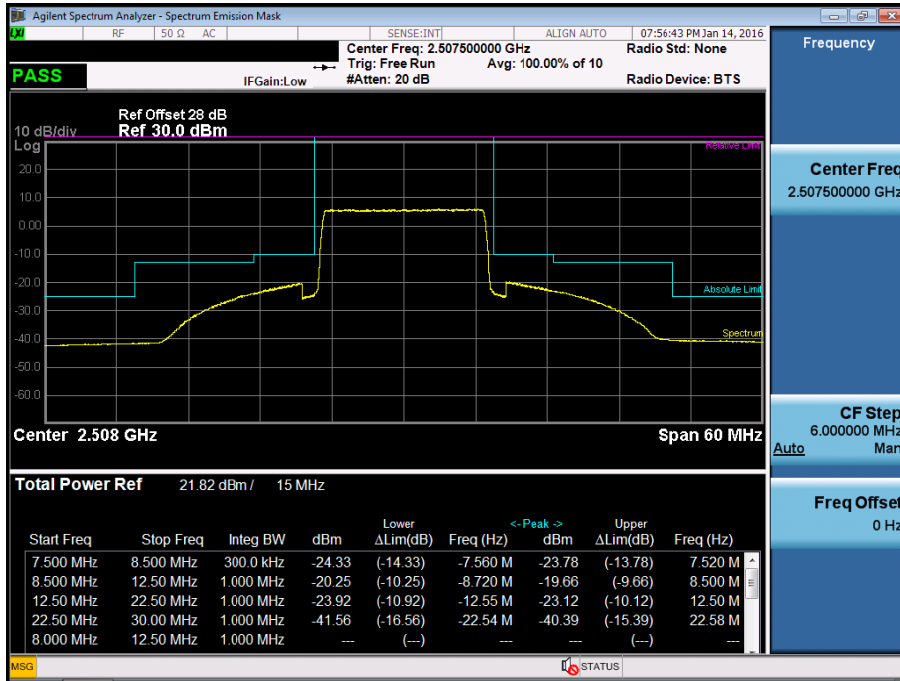 Agilent Spectrum Analyzer - Spectrum Emission Mask
LXI RF 50 Ω AC SENSE:INT ALIGN AUTO 07:56:43 PM Jan 14, 2016
Center Freq: 2.507500000 GHz Radio Std: None
Trig: Free Run Avg: 100.00% of 10
PASS IFGain:Low #Atten: 20 dB Radio Device: BTS
Ref Offset 28 dB
10 dB/div Ref 30.0 dBm
Log
Relative Limit
20.0
10.0
0.00
-10.0
-20.0
Absolute Limit
-30.0
Spectrum
-40.0
-50.0
-60.0
Center 2.508 GHz Span 60 MHz
Total Power Ref 21.82 dBm / 15 MHz
Lower <-Peak -> Upper
Start Freq Stop Freq Integ BW dBm ΔLim(dB) Freq (Hz) dBm ΔLim(dB) Freq (Hz)
7.500 MHz 8.500 MHz 300.0 kHz -24.33 (-14.33) -7.560 M -23.78 (-13.78) 7.520 M
8.500 MHz 12.50 MHz 1.000 MHz -20.25 (-10.25) -8.720 M -19.66 (-9.66) 8.500 M
12.50 MHz 22.50 MHz 1.000 MHz -23.92 (-10.92) -12.55 M -23.12 (-10.12) 12.50 M
22.50 MHz 30.00 MHz 1.000 MHz -41.56 (-16.56) -22.54 M -40.39 (-15.39) 22.58 M
8.000 MHz 12.50 MHz 1.000 MHz --- (---) --- --- (---) ---
MSG STATUS
Frequency
Center Freq
2.507500000 GHz
CF Step
6.000000 MHz
Auto Man
Freq Offset
0 Hz